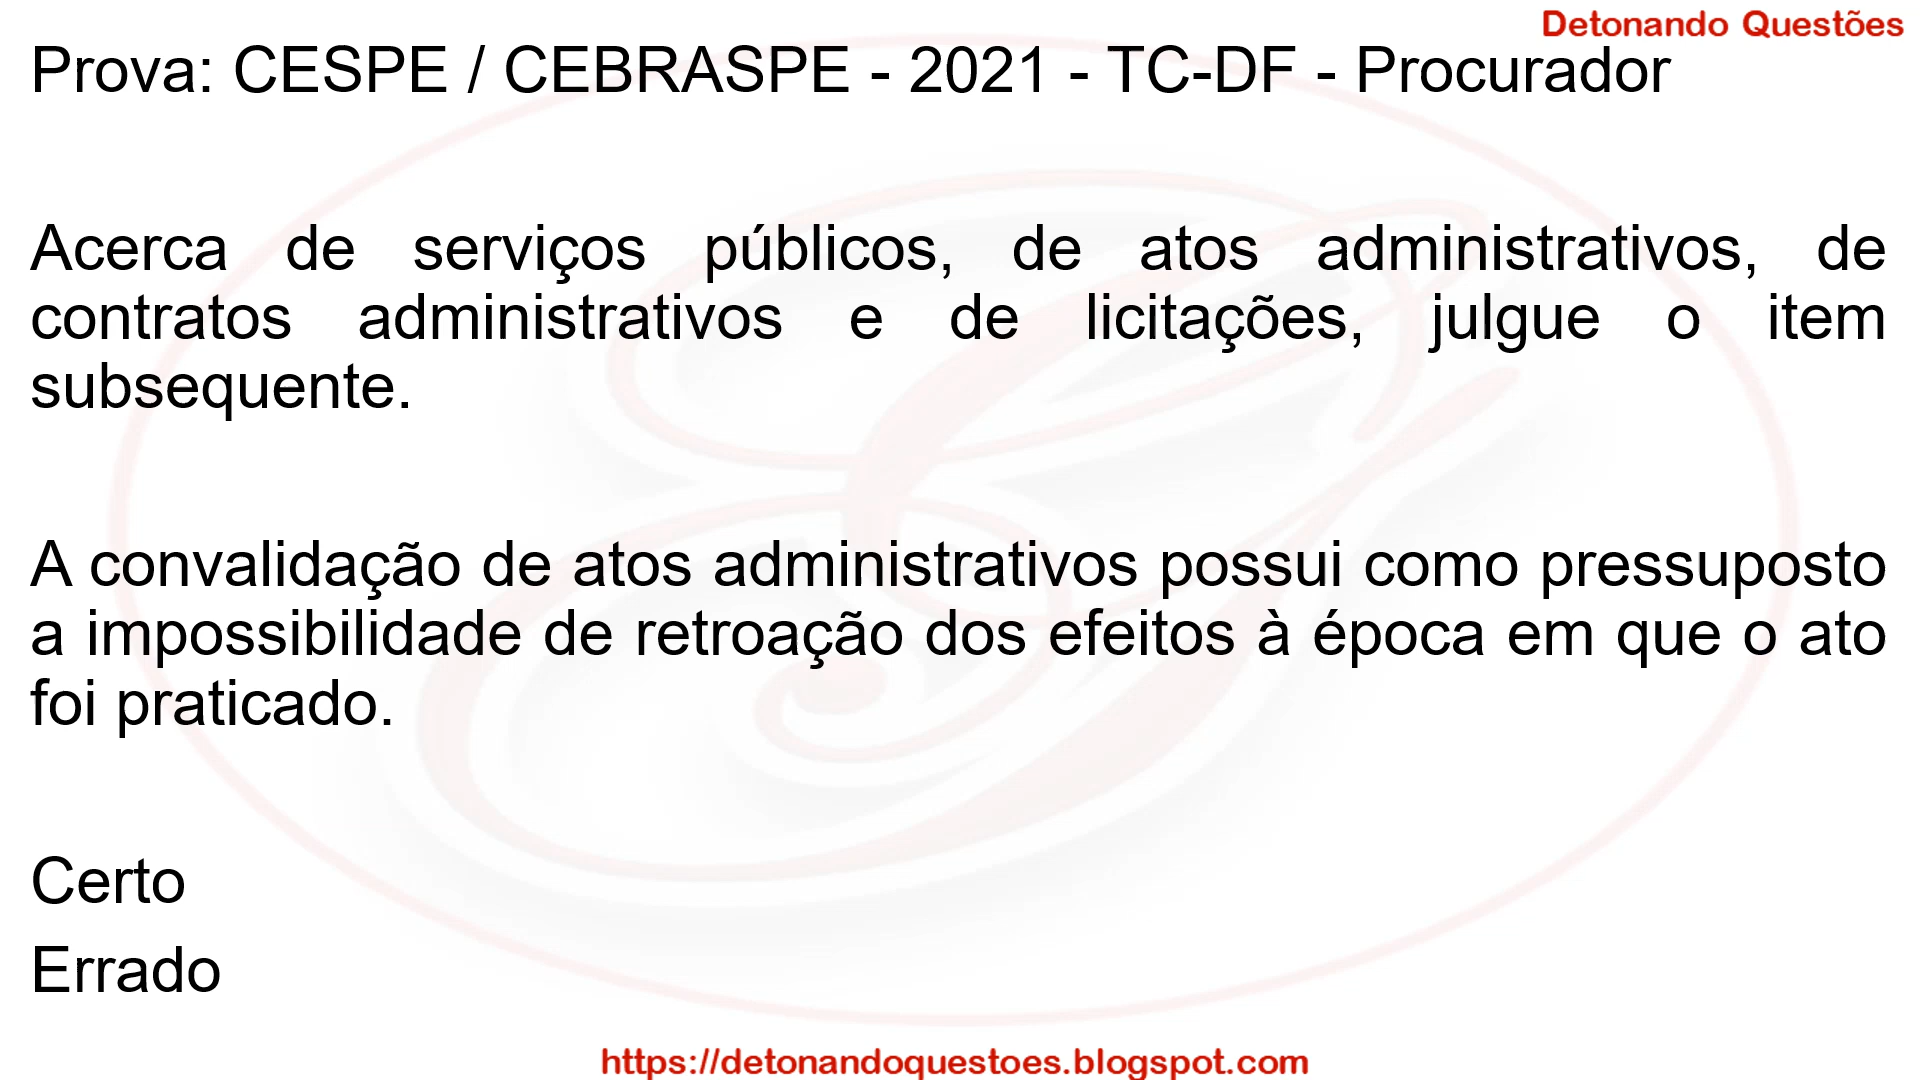 Detonando Questões
Prova: CESPE / CEBRASPE - 2021 - TC-DF - Procurador
Acerca de serviços públicos, de atos administrativos, de
contratos administrativos e de licitações, julgue o item
subsequente.
A convalidação de atos administrativos possui como pressuposto
a impossibilidade de retroação dos efeitos à época em que o ato
foi praticado.
Certo
Errado
https://detonandoquestoes.blogspot.com